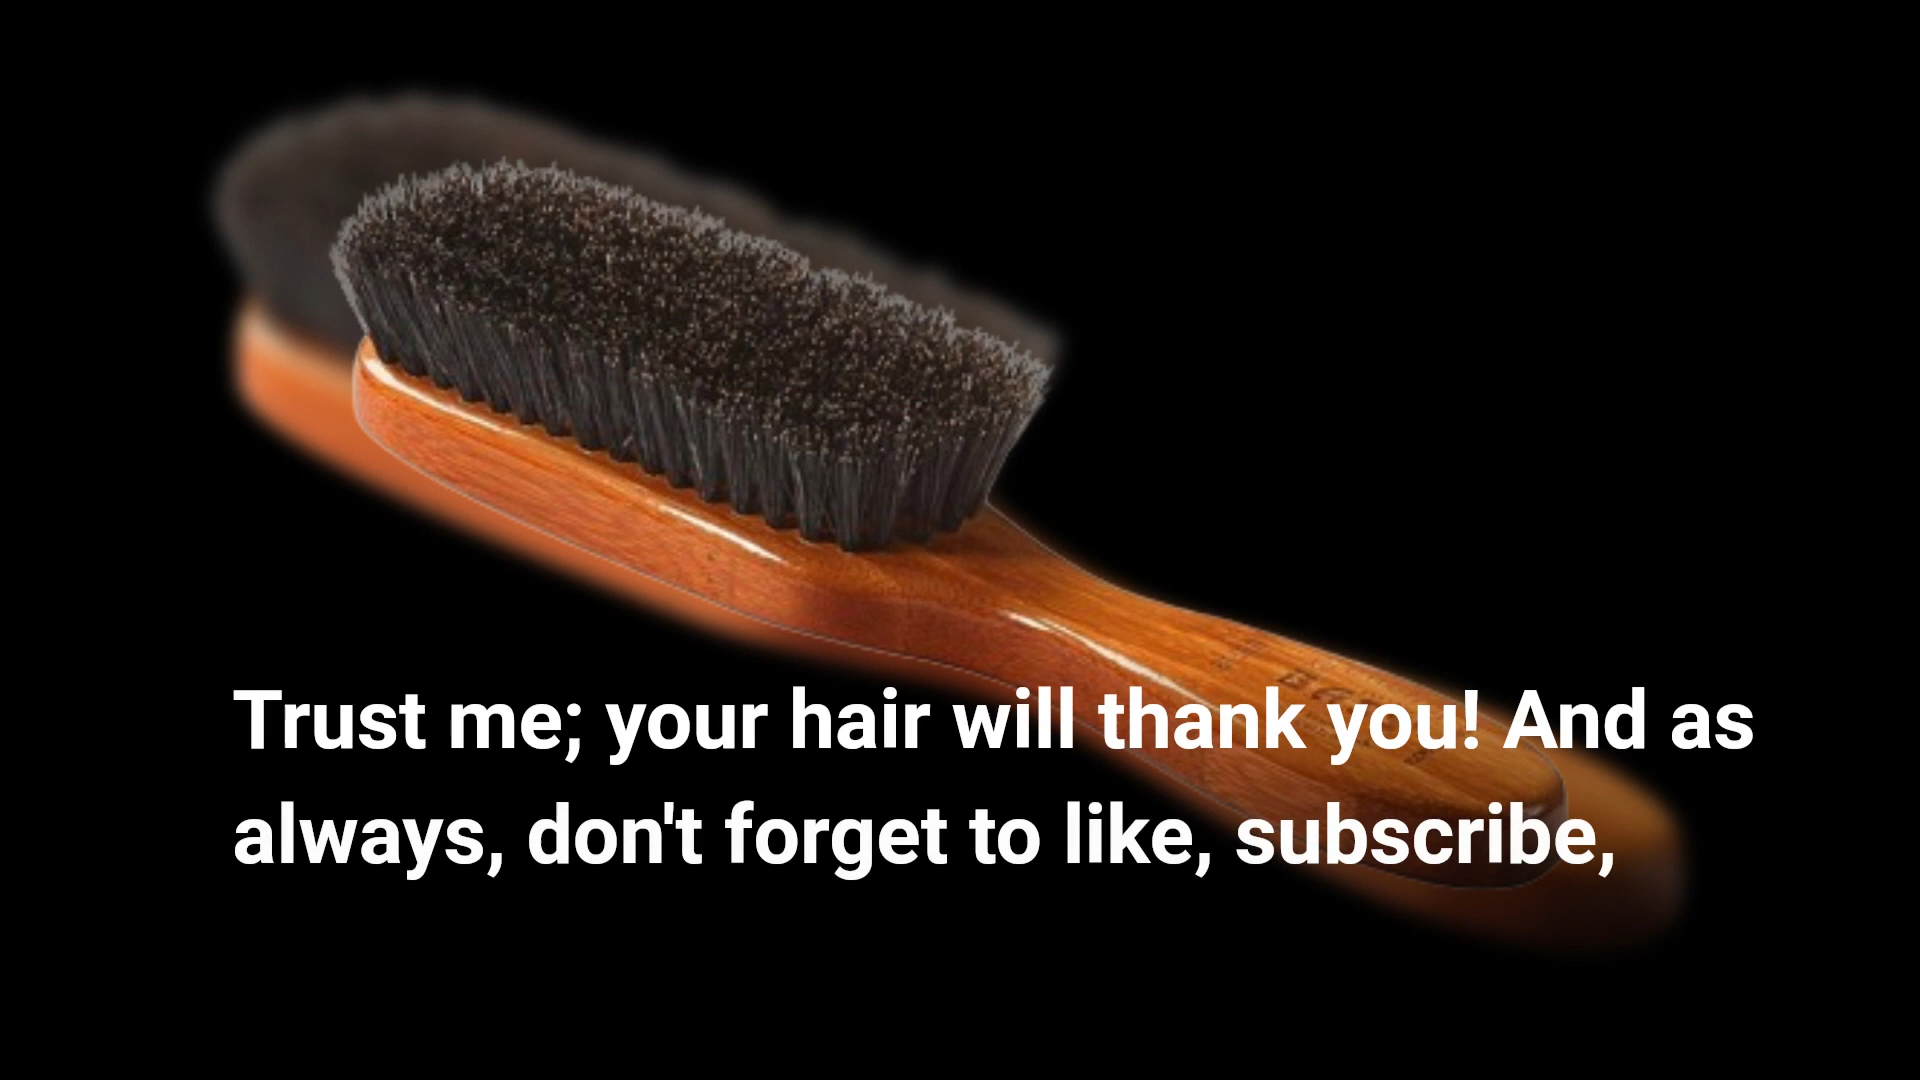 Trust me; your hair will thank you! And as
always, don't forget to like, subscribe,